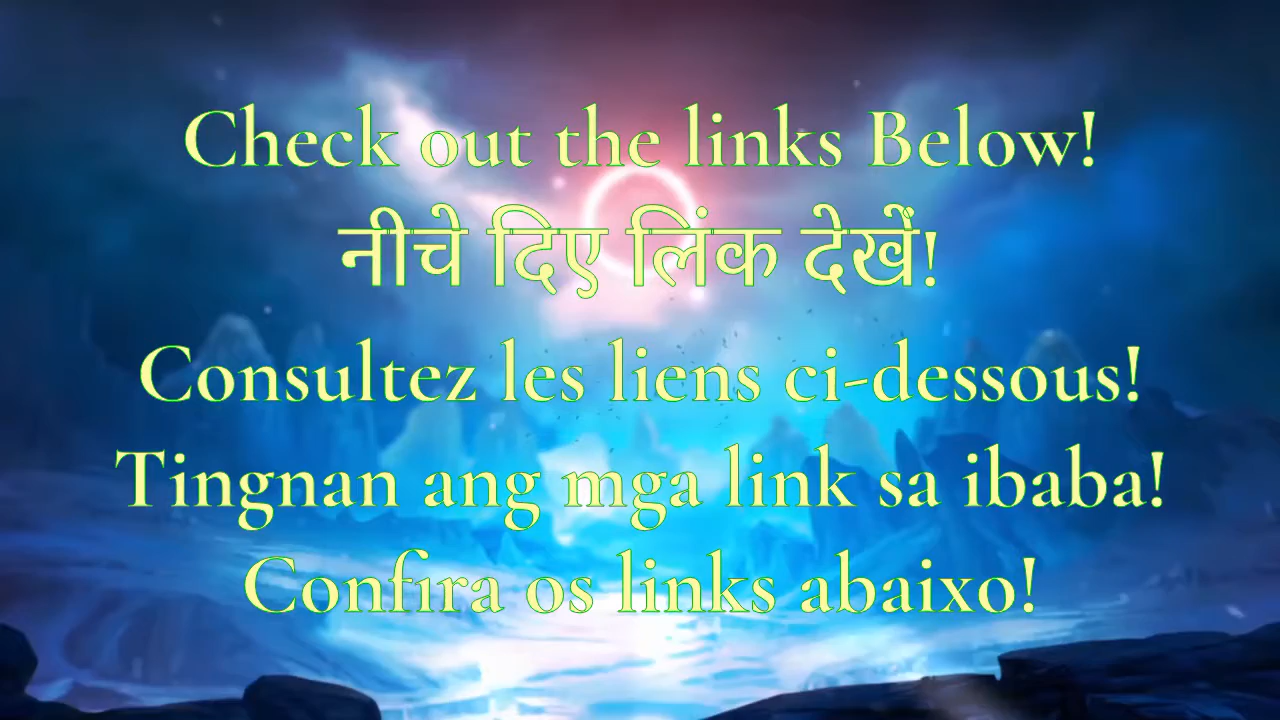 Check out the links Below!
नीचे दिए लिंक देखें!
Consultez les liens ci-dessous!
Tingnan ang mga link sa ibaba!
Confira os links abaixo!